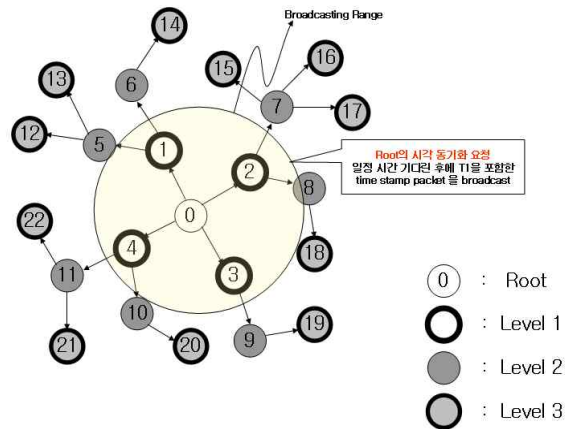 Broadcasting Range
14
13
6
15
16
7
17
12
5
1
2
8
Root의 시각 동기화 요청
일정 시간 기다린 후에 T1을 포함한
time stamp packet 을 broadcast
0
22
4
3
18
11
10
9
19
21
20
0 : Root
: Level 1
: Level 2
: Level 3